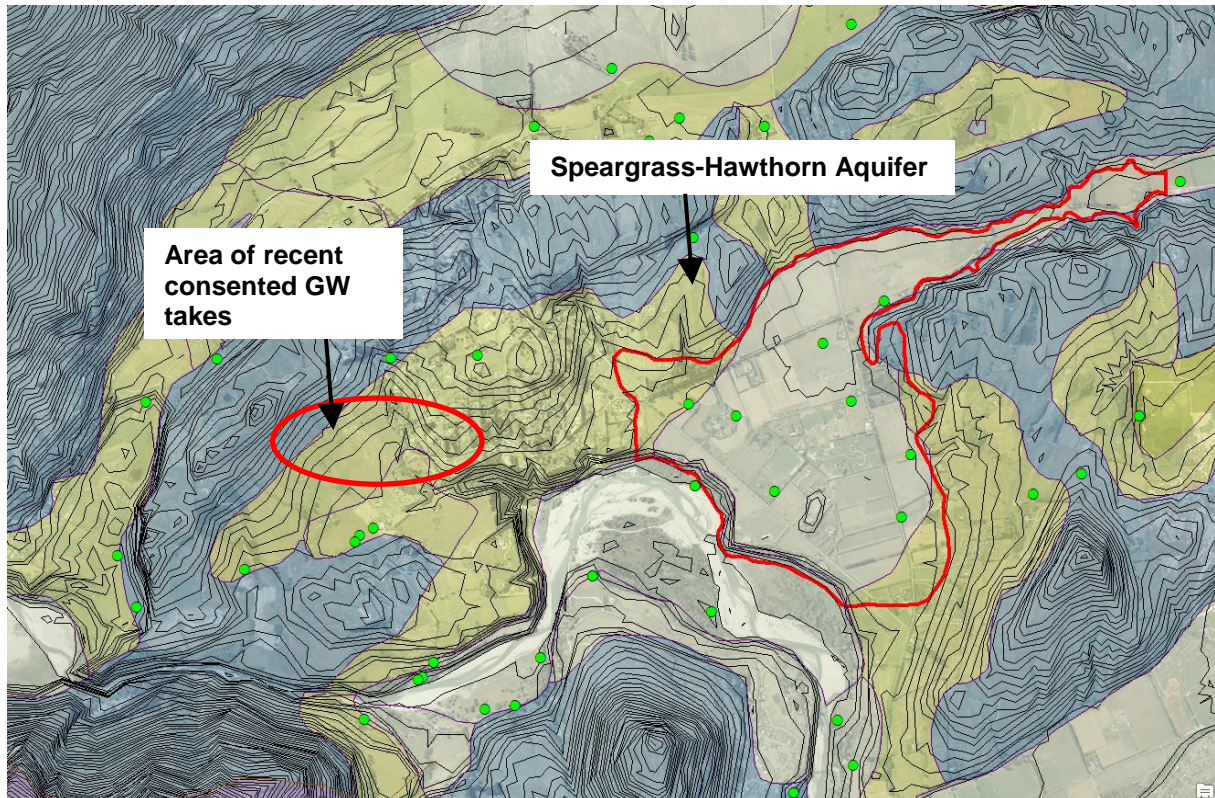 Speargrass-Hawthorn Aquifer
Area of recent
consented GW
takes